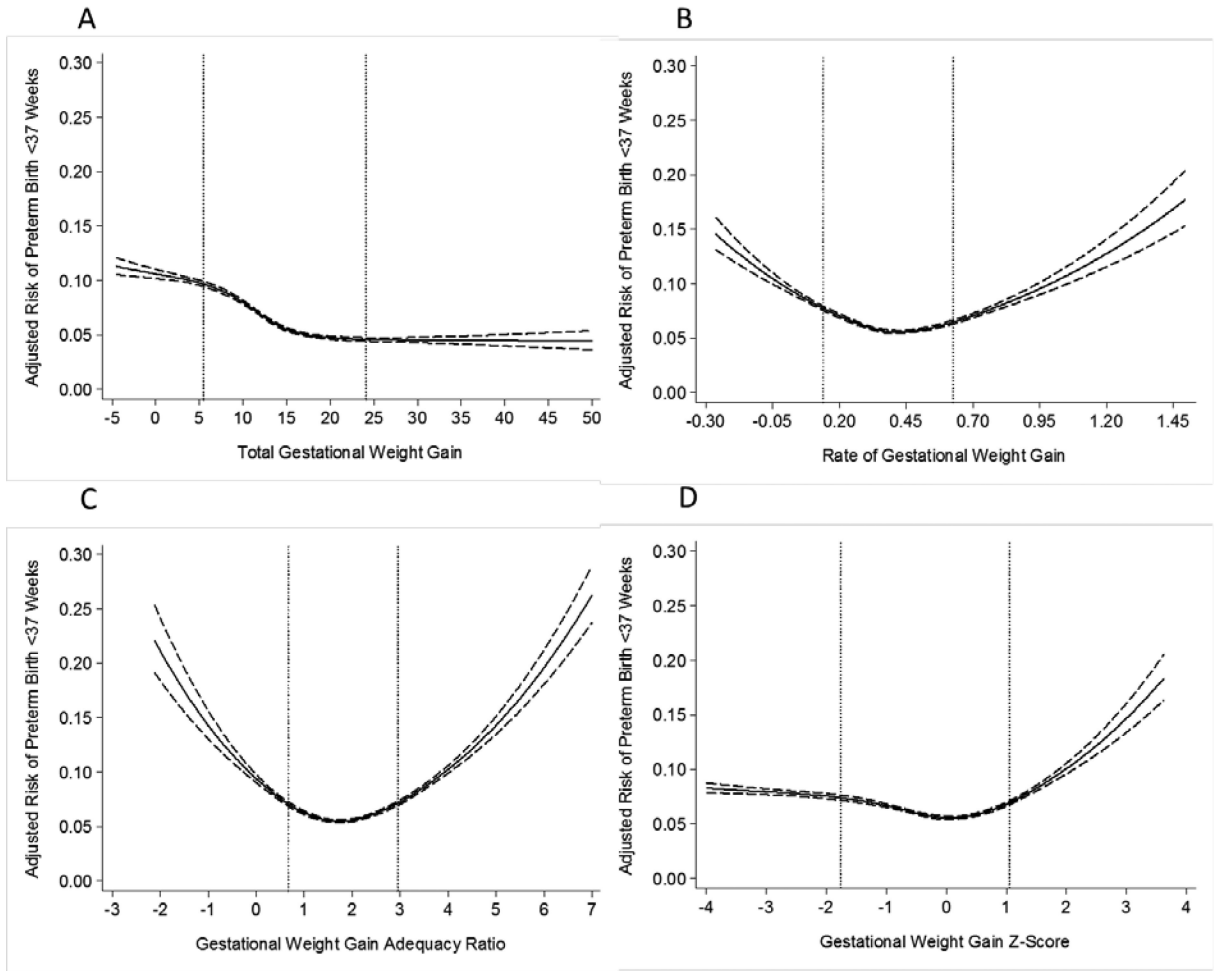 A
Adjusted Risk of Preterm Birth <37 Weeks
0.30
0.25
0.20
0.15
0.10
0.05
0.00
-5 0 5 10 15 20 25 30 35 40 45 50
Total Gestational Weight Gain
B
Adjusted Risk of Preterm Birth <37 Weeks
0.30
0.25
0.20
0.15
0.10
0.05
0.00
-0.30 -0.05 0.20 0.45 0.70 0.95 1.20 1.45
Rate of Gestational Weight Gain
C
Adjusted Risk of Preterm Birth <37 Weeks
0.30
0.25
0.20
0.15
0.10
0.05
0.00
-3 -2 -1 0 1 2 3 4 5 6 7
Gestational Weight Gain Adequacy Ratio
D
Adjusted Risk of Preterm Birth <37 Weeks
0.30
0.25
0.20
0.15
0.10
0.05
0.00
-4 -3 -2 -1 0 1 2 3 4
Gestational Weight Gain Z-Score